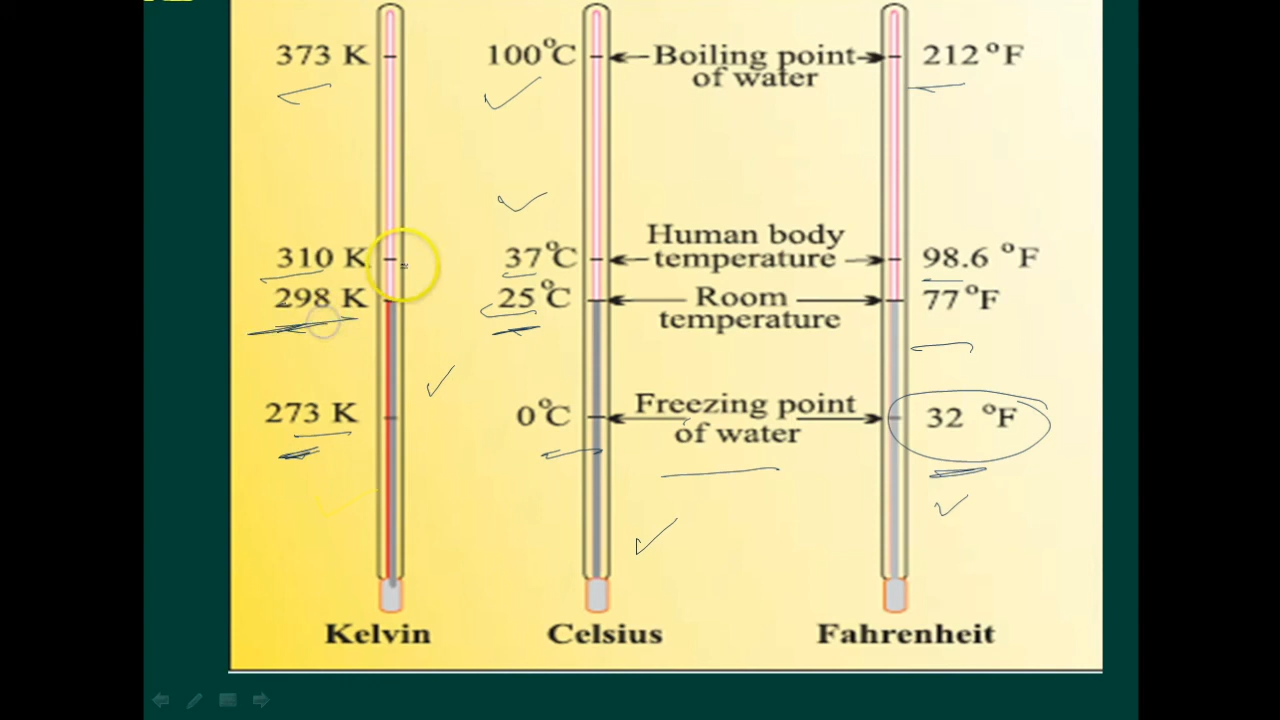 373 K 100°C Boiling point 212 °F
of water
Human body
310 K 37°C temperature 98.6 °F
298 K 25°C Room 77°F
temperature
273 K 0°C Freezing point 32 °F
of water
Kelvin Celsius Fahrenheit